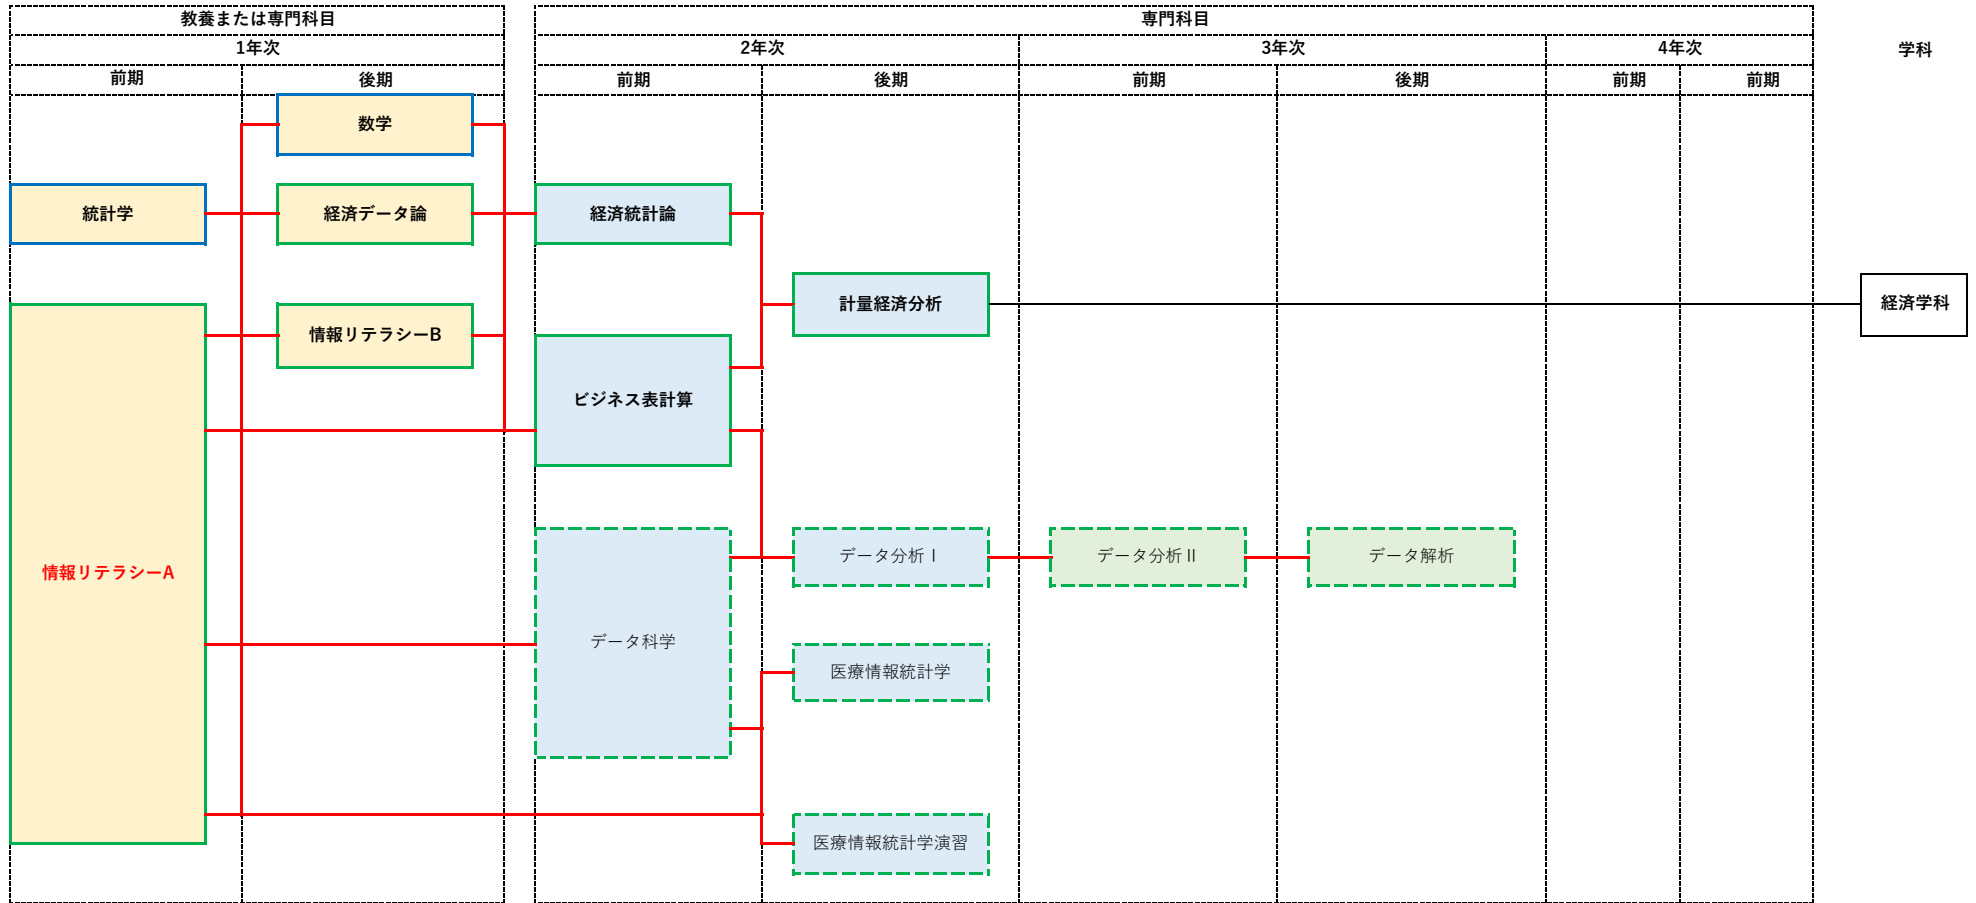 教養または専門科目
専門科目
1年次
2年次
3年次
4年次
学科
前期
後期
前期
後期
前期
後期
前期
前期
数学
統計学
経済データ論
経済統計論
計量経済分析
経済学科
情報リテラシーB
ビジネス表計算
情報リテラシーA
データ分析Ⅰ
データ分析Ⅱ
データ解析
データ科学
医療情報統計学
医療情報統計学演習